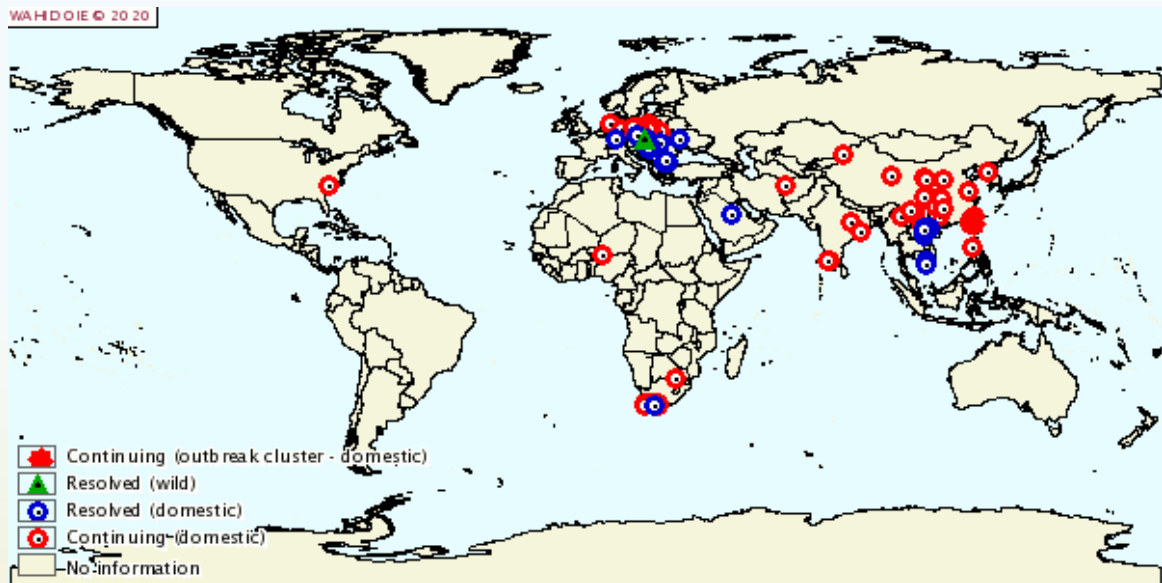 WAHID OIE © 2020
Continuing (outbreak cluster - domestic)
Resolved (wild)
Resolved (domestic)
Continuing (domestic)
No information